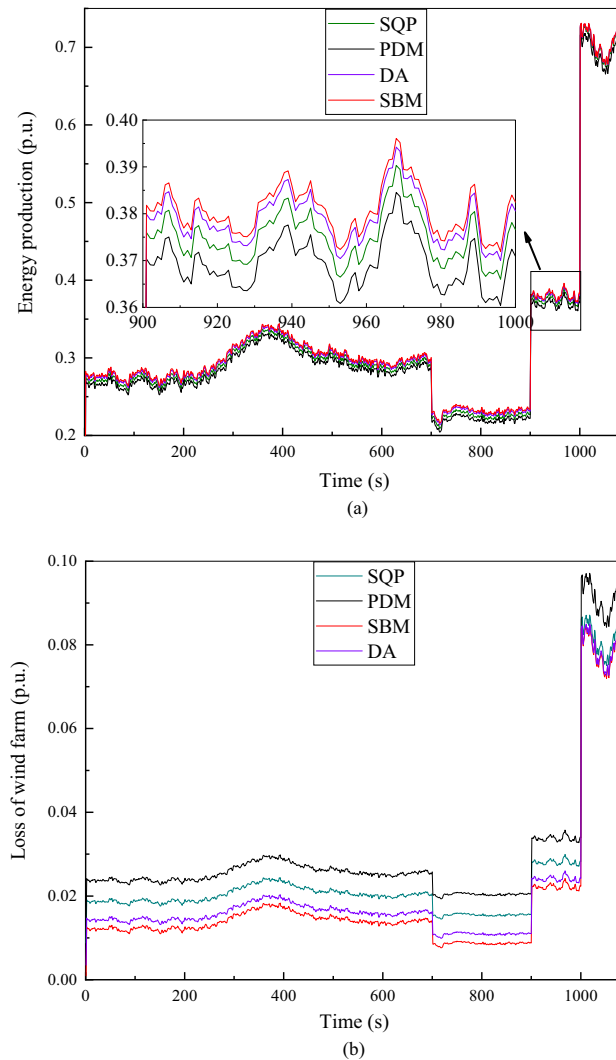 SQP
PDM
DA
SBM
Energy production (p.u.)
0.7
0.6
0.5
0.4
0.3
0.2
0.40
0.39
0.38
0.37
0.36
900 920 940 960 980 1000
0 200 400 600 800 1000
Time (s)
(a)
SQP
PDM
SBM
DA
Loss of wind farm (p.u.)
0.10
0.08
0.06
0.04
0.02
0.00
0 200 400 600 800 1000
Time (s)
(b)